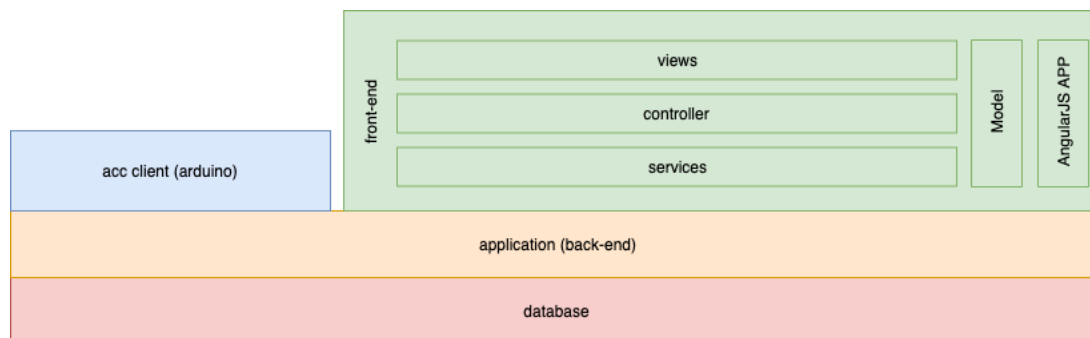 front-end
views
controller
services
Model
AngularJS APP
acc client (arduino)
application (back-end)
database